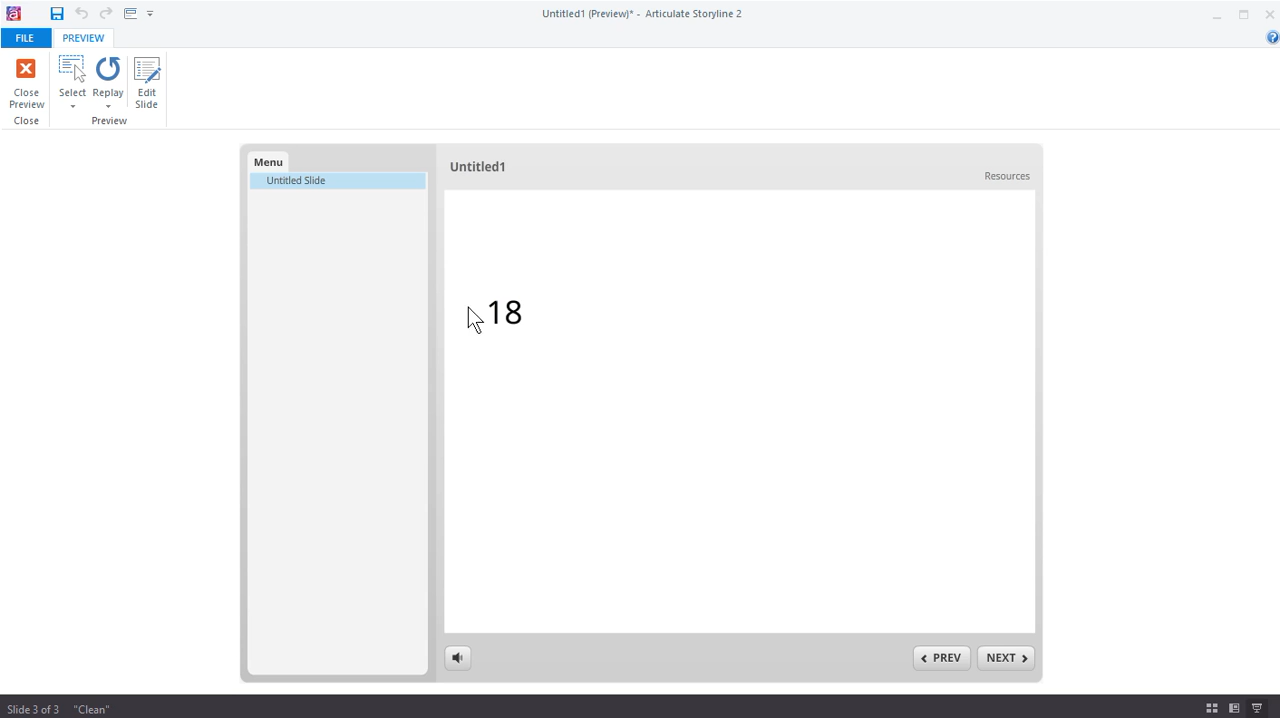 Untitled1 (Preview)* - Articulate Storyline 2
FILE
PREVIEW
Close Preview
Select
Replay
Edit Slide
Close
Preview
Menu
Untitled Slide
Untitled1
Resources
18
PREV
NEXT
Slide 3 of 3
"Clean"